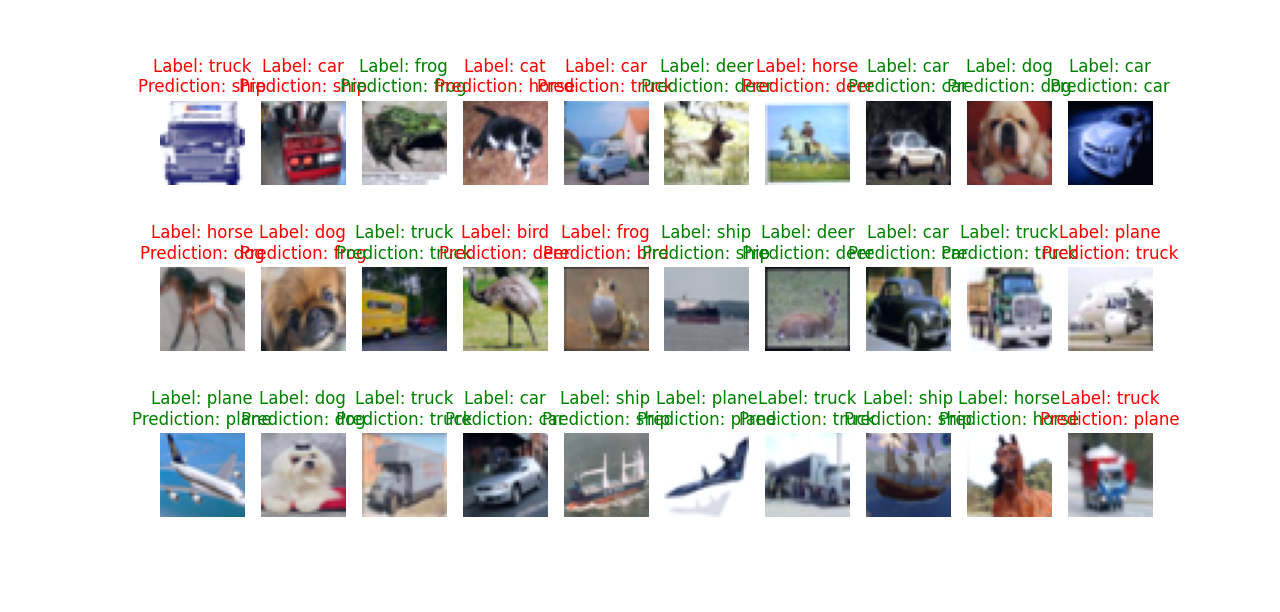 Label: truck Label: car Label: frog Label: cat Label: car Label: deer Label: horse Label: car Label: dog Label: car
Prediction: ship Prediction: ship Prediction: frog Prediction: horse Prediction: truck Prediction: deer Prediction: deer Prediction: car Prediction: dog Prediction: car
Label: horse Label: dog Label: truck Label: bird Label: frog Label: ship Label: deer Label: car Label: truck Label: plane
Prediction: dog Prediction: frog Prediction: truck Prediction: deer Prediction: bird Prediction: ship Prediction: deer Prediction: car Prediction: truck Prediction: truck
Label: plane Label: dog Label: truck Label: car Label: ship Label: plane Label: truck Label: ship Label: horse Label: truck
Prediction: plane Prediction: dog Prediction: truck Prediction: car Prediction: ship Prediction: plane Prediction: truck Prediction: ship Prediction: horse Prediction: plane